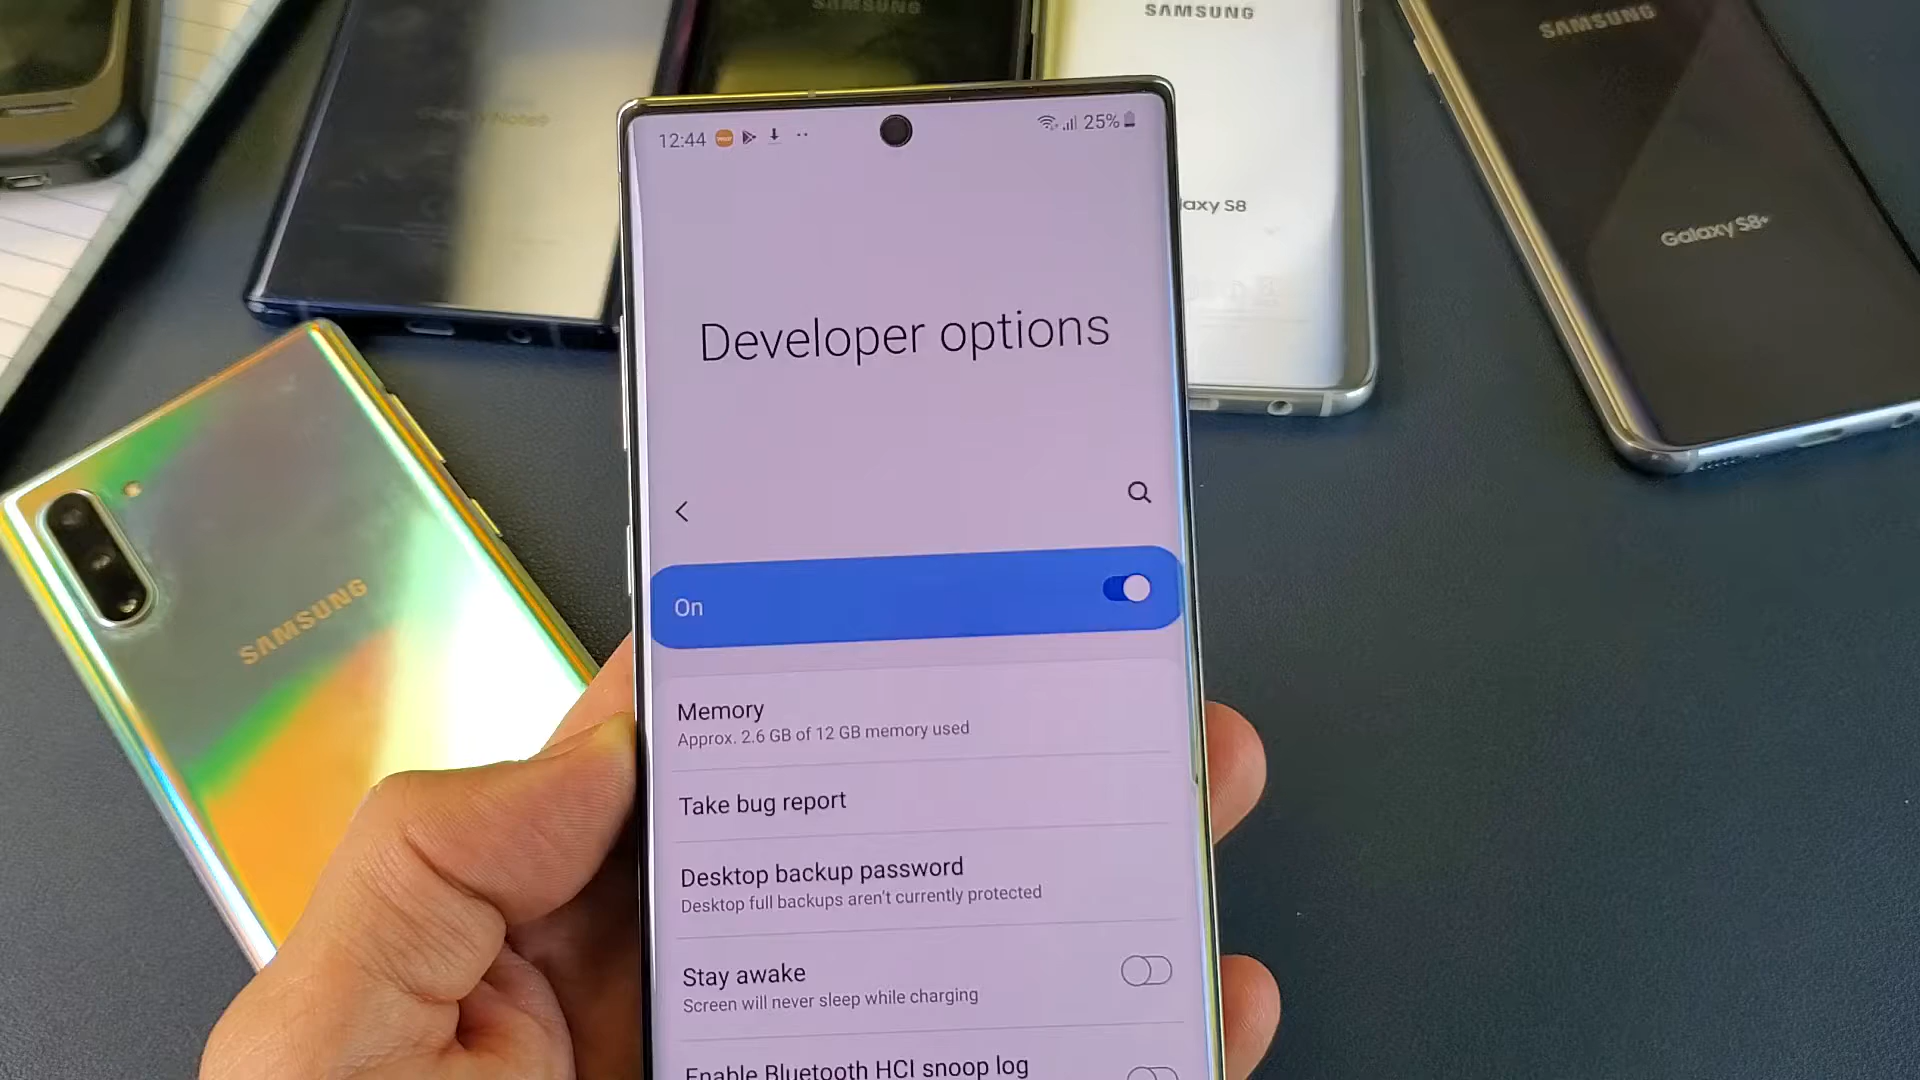 SAMSUNG
SAMSUNG
SAMSUNG
Galaxy Note9
axy S8
Galaxy S8+
12:44
25%
Developer options
On
SAMSUNG
Memory
Approx. 2.6 GB of 12 GB memory used
Take bug report
Desktop backup password
Desktop full backups aren't currently protected
Stay awake
Screen will never sleep while charging
Enable Bluetooth HCI snoop log